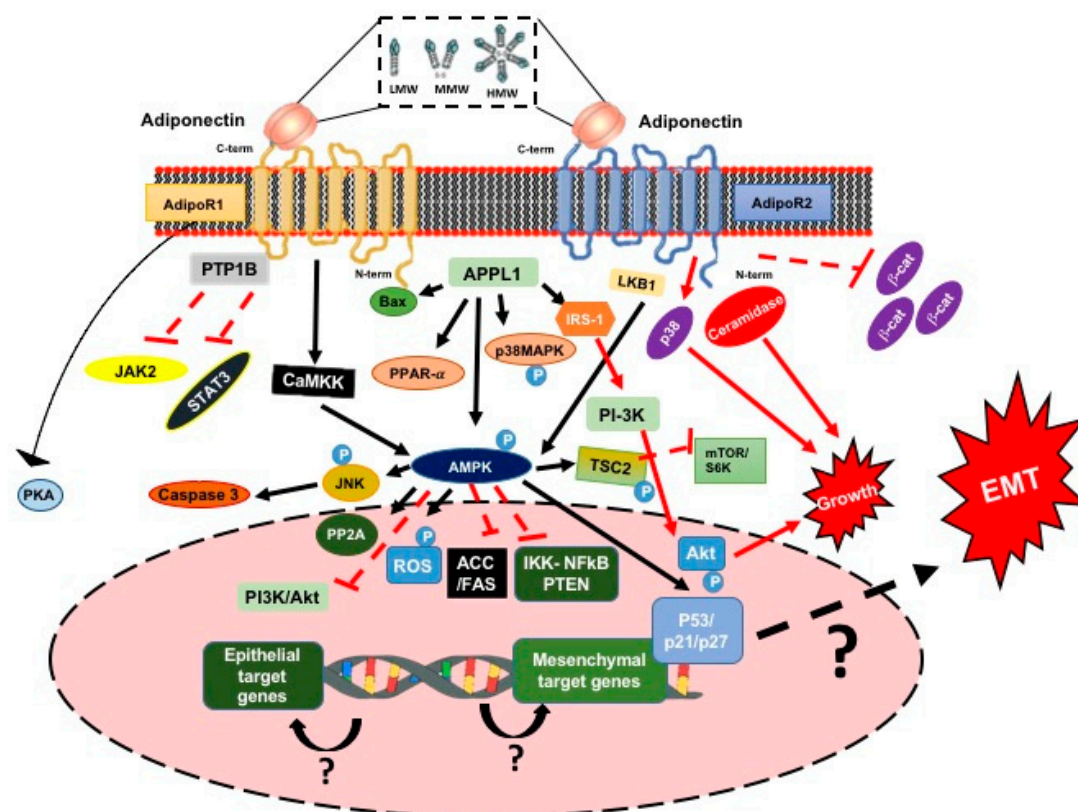 LMW
MMW
HMW
Adiponectin
Adiponectin
C-term
C-term
AdipoR1
AdipoR2
PTP1B
N-term
APPL1
LKB1
N-term
β-cat
β-cat
β-cat
Bax
IRS-1
p38
Ceramidase
JAK2
STAT3
CaMKK
PPAR-α
p38MAPK
P
PI-3K
mTOR/
S6K
TSC2
P
AMPK
P
P
JNK
PKA
Caspase 3
Growth
EMT
PP2A
ROS
P
ACC
/FAS
IKK- NFkB
PTEN
Akt
P
PI3K/Akt
P53/
p21/p27
?
Epithelial
target
genes
Mesenchymal
target genes
?
?